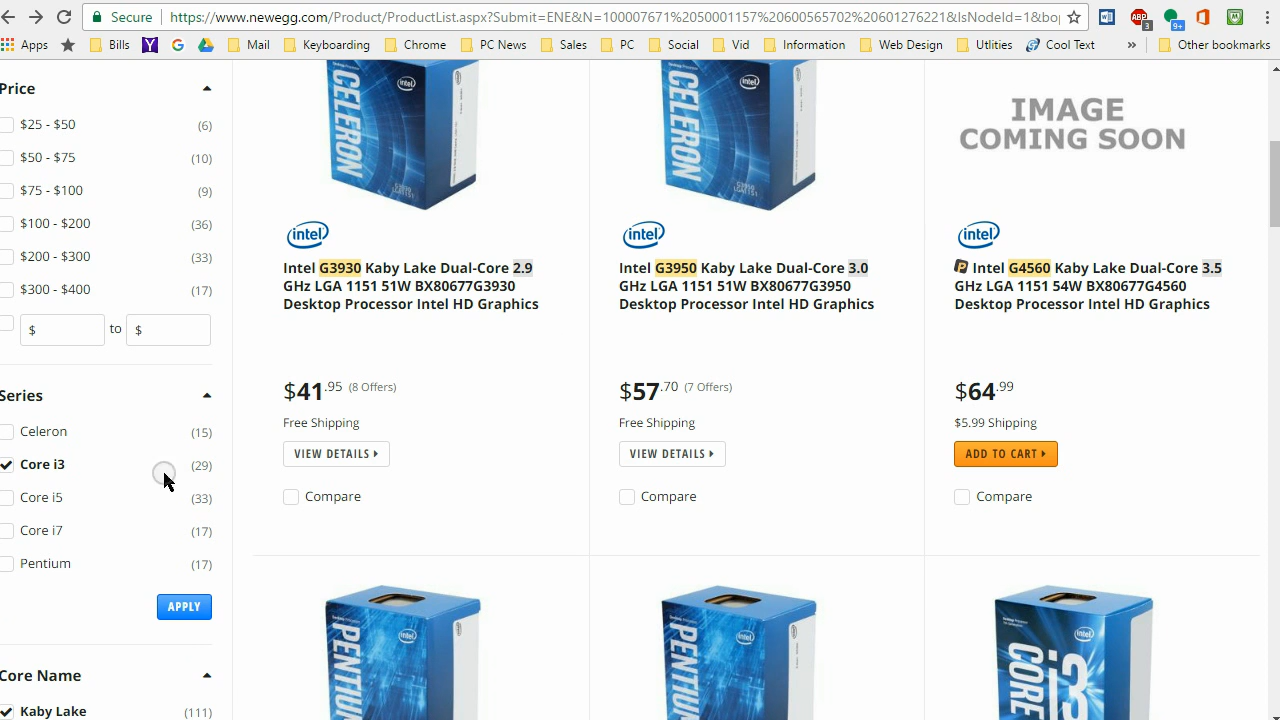 Secure
https://www.newegg.com/Product/ProductList.aspx?Submit=ENE&N=100007671%2050001157%20600565702%20601276221&IsNodeId=1&bo
3
9+
Apps
Bills
Mail
Keyboarding
Chrome
PC News
Sales
PC
Social
Vid
Information
Web Design
Utlities
Cool Text
»
Other bookmarks
Price
$25 - $50 (6)
$50 - $75 (10)
$75 - $100 (9)
$100 - $200 (36)
$200 - $300 (33)
$300 - $400 (17)
$ to $
Series
Celeron (15)
Core i3 (29)
Core i5 (33)
Core i7 (17)
Pentium (17)
APPLY
Core Name
Kaby Lake (111)
CELERON
intel
intel
Intel G3930 Kaby Lake Dual-Core 2.9
GHz LGA 1151 51W BX80677G3930
Desktop Processor Intel HD Graphics
$41.95 (8 Offers)
Free Shipping
VIEW DETAILS
Compare
CELERON
intel
intel
Intel G3950 Kaby Lake Dual-Core 3.0
GHz LGA 1151 51W BX80677G3950
Desktop Processor Intel HD Graphics
$57.70 (7 Offers)
Free Shipping
VIEW DETAILS
Compare
IMAGE
COMING SOON
intel
Intel G4560 Kaby Lake Dual-Core 3.5
GHz LGA 1151 54W BX80677G4560
Desktop Processor Intel HD Graphics
$64.99
$5.99 Shipping
ADD TO CART
Compare
PENTIUM
intel
PENTIUM
intel
CORE i3
intel